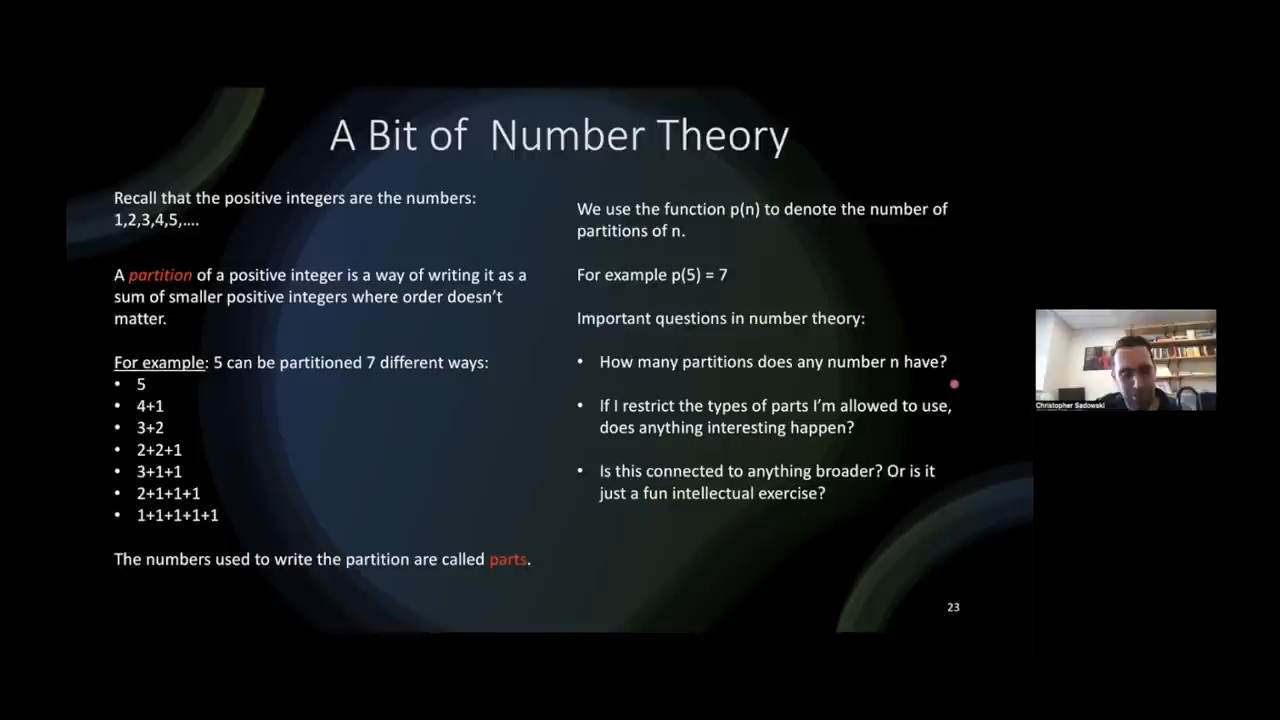 A Bit of Number Theory
Recall that the positive integers are the numbers:
1,2,3,4,5,....
A partition of a positive integer is a way of writing it as a
sum of smaller positive integers where order doesn't
matter.
For example: 5 can be partitioned 7 different ways:
• 5
• 4+1
• 3+2
• 2+2+1
• 3+1+1
• 2+1+1+1
• 1+1+1+1+1
The numbers used to write the partition are called parts.
We use the function p(n) to denote the number of
partitions of n.
For example p(5) = 7
Important questions in number theory:
• How many partitions does any number n have?
• If I restrict the types of parts I'm allowed to use,
does anything interesting happen?
• Is this connected to anything broader? Or is it
just a fun intellectual exercise?
23
Christopher Sadowski